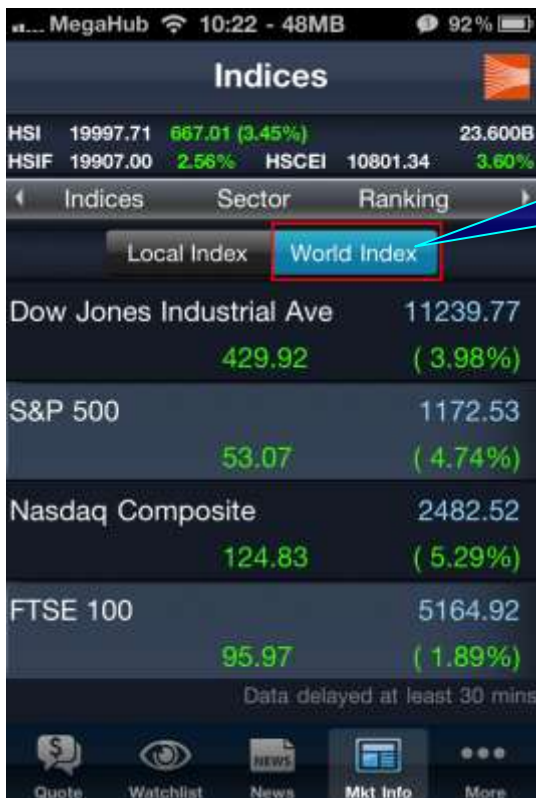 MegaHub 10:22 - 48MB 92%
Indices
HSI 19997.71 667.01 (3.45%) 23.600B
HSIF 19907.00 2.56% HSCEI 10801.34 3.60%
Indices Sector Ranking
Local Index World Index
Dow Jones Industrial Ave 11239.77
429.92 (3.98%)
S&P 500 1172.53
53.07 (4.74%)
Nasdaq Composite 2482.52
124.83 (5.29%)
FTSE 100 5164.92
95.97 (1.89%)
Data delayed at least 30 mins
$ NEWS
Quote Watchlist News Mkt Info More